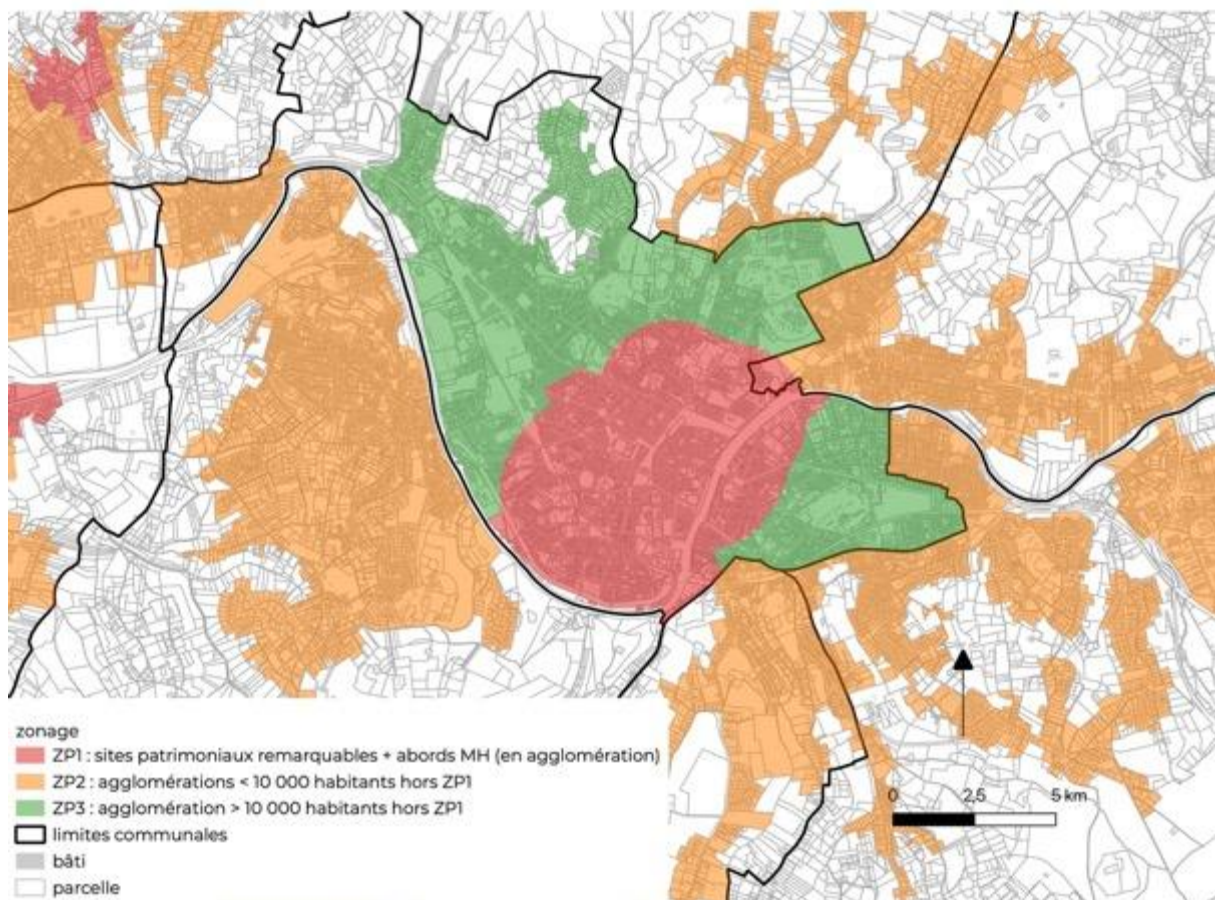 zonage
ZP1 : sites patrimoniaux remarquables + abords MH (en agglomération)
ZP2 : agglomérations < 10 000 habitants hors ZP1
ZP3 : agglomération > 10 000 habitants hors ZP1
limites communales
bâti
parcelle
0 2,5 5 km